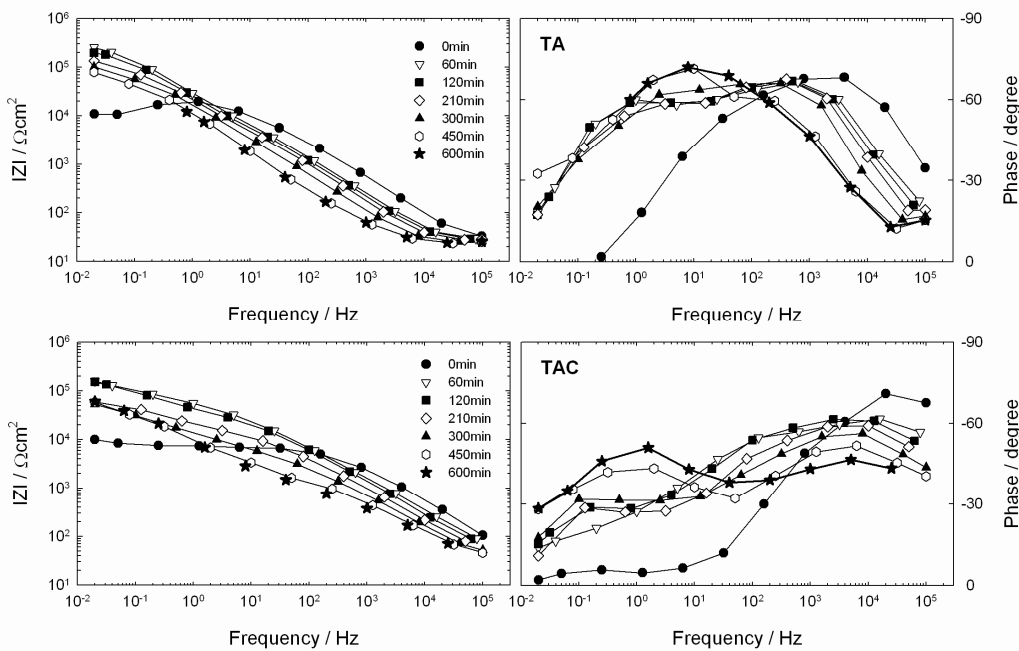 10^6
10^5
10^4
10^3
10^2
10^1
IZI / Ωcm²
0min
60min
120min
210min
300min
450min
600min
10^-2 10^-1 10^0 10^1 10^2 10^3 10^4 10^5
Frequency / Hz
TA
-90
-60
-30
0
Phase / degree
10^-2 10^-1 10^0 10^1 10^2 10^3 10^4 10^5
Frequency / Hz
10^6
10^5
10^4
10^3
10^2
10^1
IZI / Ωcm²
0min
60min
120min
210min
300min
450min
600min
10^-2 10^-1 10^0 10^1 10^2 10^3 10^4 10^5
Frequency / Hz
TAC
-90
-60
-30
0
Phase / degree
10^-2 10^-1 10^0 10^1 10^2 10^3 10^4 10^5
Frequency / Hz